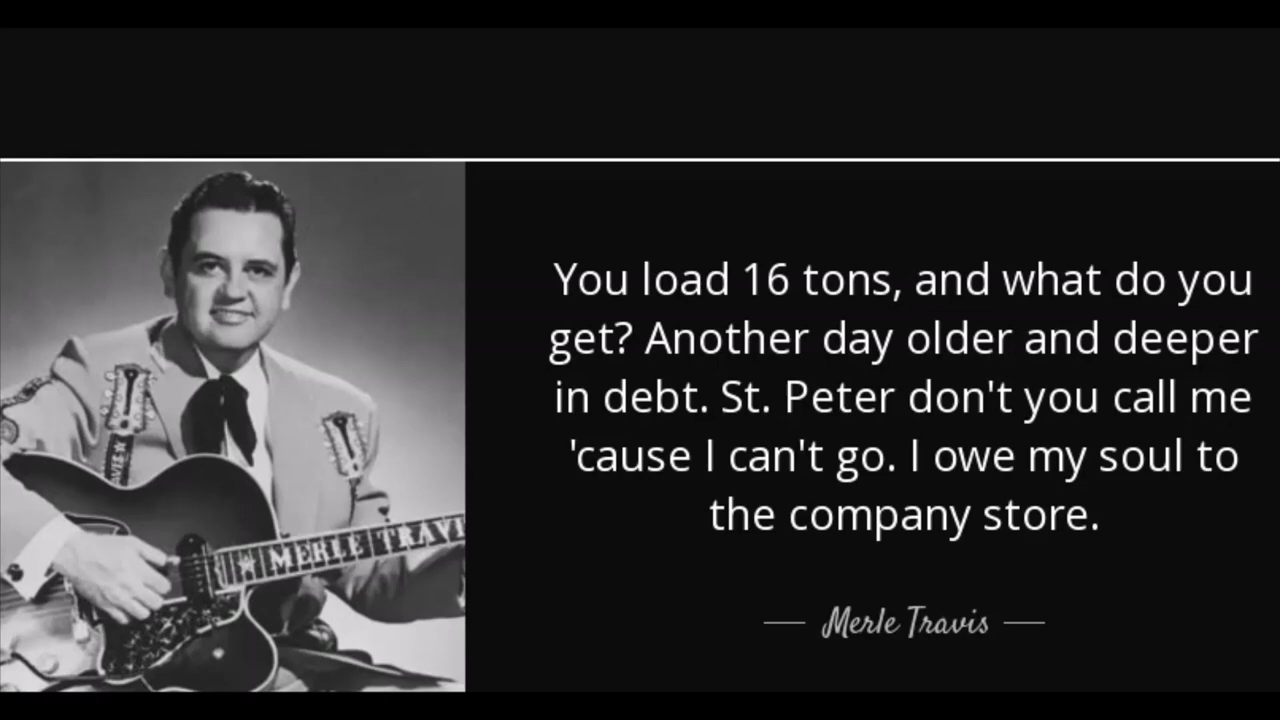 You load 16 tons, and what do you
get? Another day older and deeper
in debt. St. Peter don't you call me
'cause I can't go. I owe my soul to
the company store.
Merle Travis
MERLE TRAVI